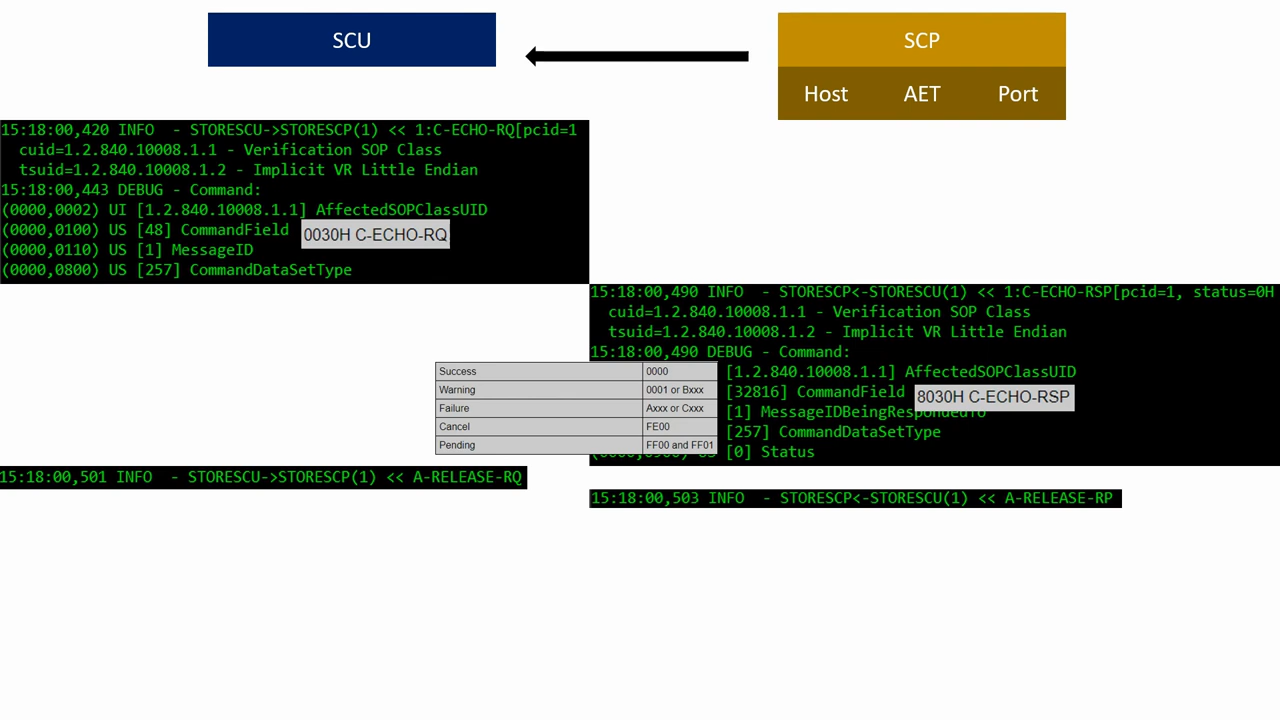 SCU
SCP
Host AET Port
15:18:00,420 INFO  - STORESCU->STORESCP(1) << 1:C-ECHO-RQ[pcid=1
cuid=1.2.840.10008.1.1 - Verification SOP Class
tsuid=1.2.840.10008.1.2 - Implicit VR Little Endian
15:18:00,443 DEBUG - Command:
(0000,0002) UI [1.2.840.10008.1.1] AffectedSOPClassUID
(0000,0100) US [48] CommandField
0030H C-ECHO-RQ
(0000,0110) US [1] MessageID
(0000,0800) US [257] CommandDataSetType
15:18:00,490 INFO  - STORESCP<-STORESCU(1) << 1:C-ECHO-RSP[pcid=1, status=0H
cuid=1.2.840.10008.1.1 - Verification SOP Class
tsuid=1.2.840.10008.1.2 - Implicit VR Little Endian
15:18:00,490 DEBUG - Command:
[1.2.840.10008.1.1] AffectedSOPClassUID
[32816] CommandField
8030H C-ECHO-RSP
[1] MessageIDBeingRespondedTo
[257] CommandDataSetType
[0] Status
Success 0000
Warning 0001 or Bxxx
Failure Axxx or Cxxx
Cancel FE00
Pending FF00 and FF01
15:18:00,501 INFO  - STORESCU->STORESCP(1) << A-RELEASE-RQ
15:18:00,503 INFO  - STORESCP<-STORESCU(1) << A-RELEASE-RP